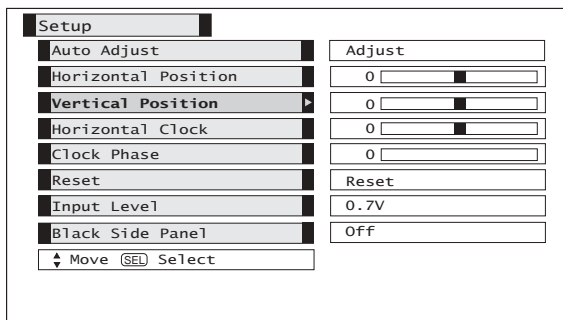 Setup
Auto Adjust Adjust
Horizontal Position 0
Vertical Position 0
Horizontal Clock 0
Clock Phase 0
Reset Reset
Input Level 0.7V
Black Side Panel Off
Move SEL Select